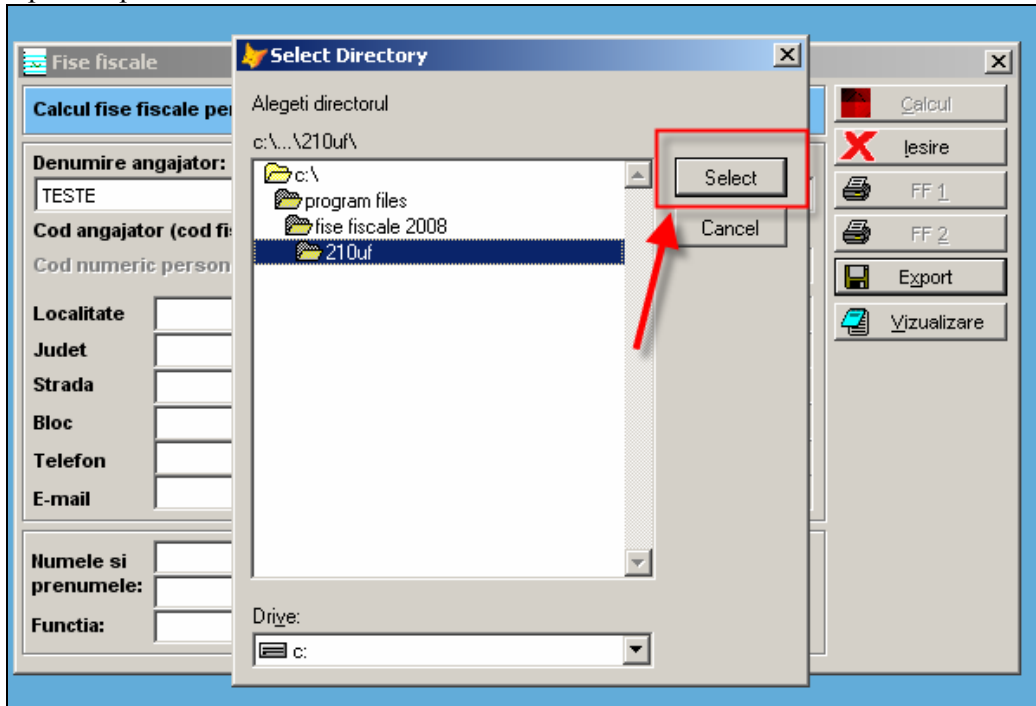 Fise fiscale
Calcul fise fiscale per
Denumire angajator:
TESTE
Cod angajato
r (cod fi
Cod numeric person
Localitate
Judet
Strada
Bloc
Telefon
E-mail
Numele si
prenumele:
Functia:
Select Directory
Alegeti directorul
c:\...\210uf\
c:\
program files
fise fiscale 2008
210uf
Select
Cancel
Drive:
c:
Calcul
Iesire
FF 1
FF 2
Export
Vizualizare